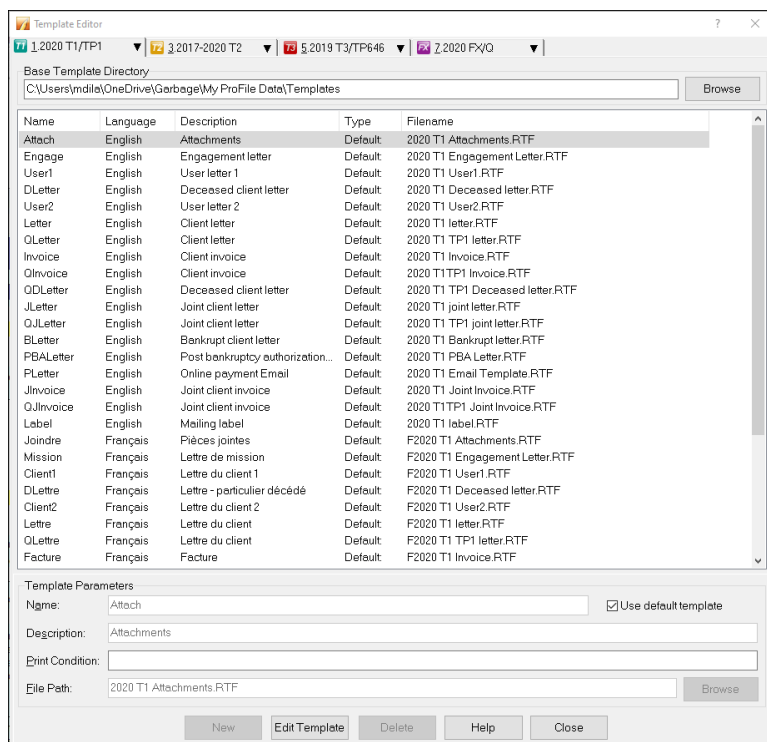 Template Editor
1.2020 T1/TP1 3.2017-2020 T2 5.2019 T3/TP646 7.2020 FX/Q
Base Template Directory
C:\Users\mdila\OneDrive\Garbage\My ProFile Data\Templates Browse
Name Language Description Type Filename
Attach English Attachments Default 2020 T1 Attachments.RTF
Engage English Engagement letter Default 2020 T1 Engagement Letter.RTF
User1 English User letter 1 Default 2020 T1 User1.RTF
DLetter English Deceased client letter Default 2020 T1 Deceased letter.RTF
User2 English User letter 2 Default 2020 T1 User2.RTF
Letter English Client letter Default 2020 T1 letter.RTF
QLetter English Client letter Default 2020 T1 TP1 letter.RTF
Invoice English Client invoice Default 2020 T1 Invoice.RTF
QInvoice English Client invoice Default 2020 T1TP1 Invoice.RTF
QDLetter English Deceased client letter Default 2020 T1 TP1 Deceased letter.RTF
JLetter English Joint client letter Default 2020 T1 joint letter.RTF
QJLetter English Joint client letter Default 2020 T1 TP1 joint letter.RTF
BLetter English Bankrupt client letter Default 2020 T1 Bankrupt letter.RTF
PBALetter English Post bankruptcy authorization... Default 2020 T1 PBA Letter.RTF
PLetter English Online payment Email Default 2020 T1 Email Template.RTF
JInvoice English Joint client invoice Default 2020 T1 Joint Invoice.RTF
QJInvoice English Joint client invoice Default 2020 T1TP1 Joint Invoice.RTF
Label English Mailing label Default 2020 T1 label.RTF
Joindre Français Pièces jointes Default F2020 T1 Attachments.RTF
Mission Français Lettre de mission Default F2020 T1 Engagement Letter.RTF
Client1 Français Lettre du client 1 Default F2020 T1 User1.RTF
DLettre Français Lettre - particulier décédé Default F2020 T1 Deceased letter.RTF
Client2 Français Lettre du client 2 Default F2020 T1 User2.RTF
Lettre Français Lettre du client Default F2020 T1 letter.RTF
QLettre Français Lettre du client Default F2020 T1 TP1 letter.RTF
Facture Français Facture Default F2020 T1 Invoice.RTF
Template Parameters
Name: Attach Use default template
Description: Attachments
Print Condition:
File Path: 2020 T1 Attachments.RTF Browse
New Edit Template Delete Help Close